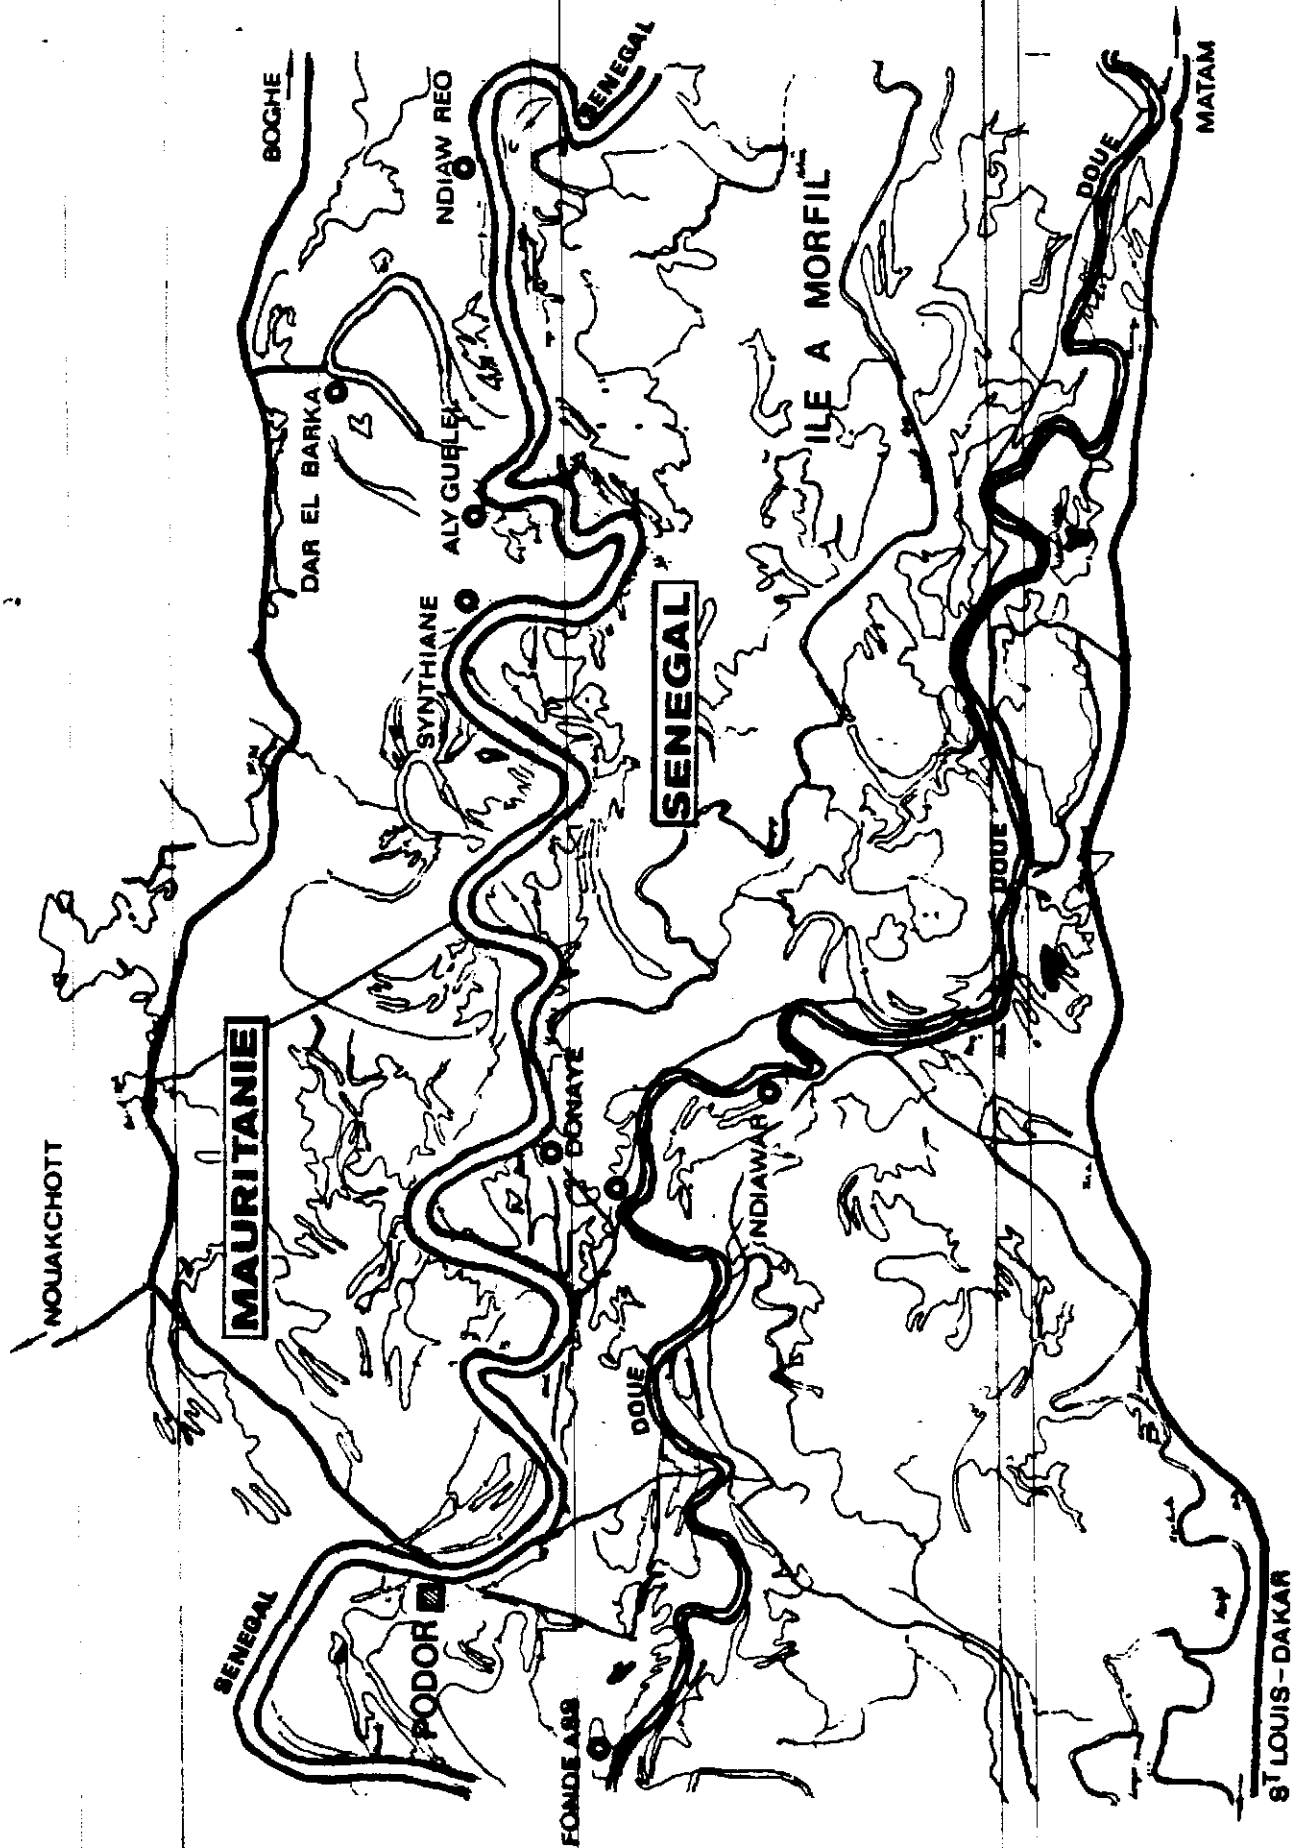 NOUAKCHOTT
BOGHE
MAURITANIE
DAR EL BARKA
NDIAW REO
SENEGAL
SYNTHIANE
ALY GUELEL
SENEGAL
PODOR
DONAYE
SENEGAL
ILE A MORFIL
FONDE ASS
DOUE
NDIAWAR
DOUE
DOUE
MATAM
ST LOUIS-DAKAR